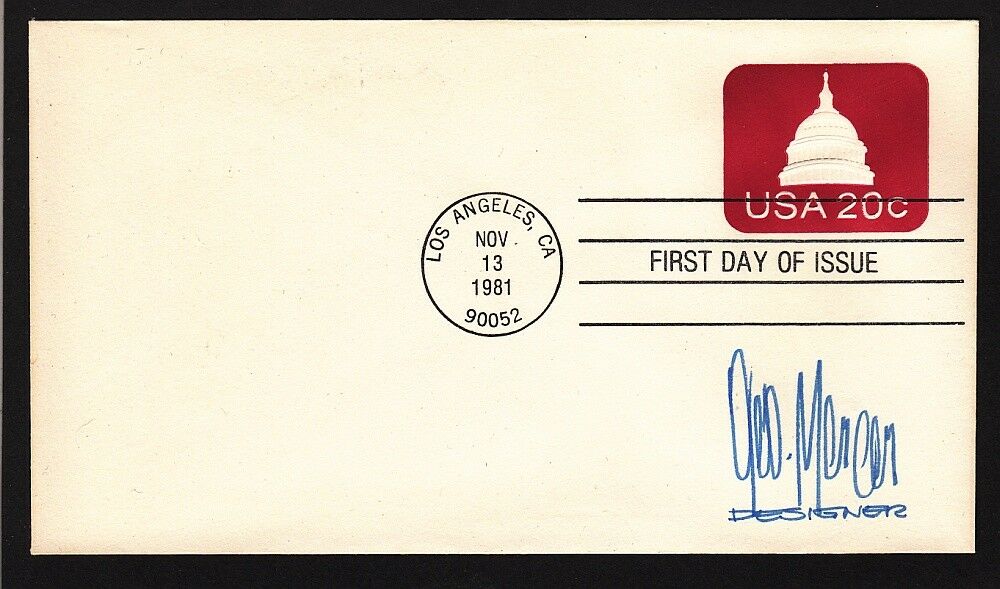 USA 20c
LOS ANGELES, CA
NOV
13
1981
90052
FIRST DAY OF ISSUE
Geo. Mercer
DESIGNER